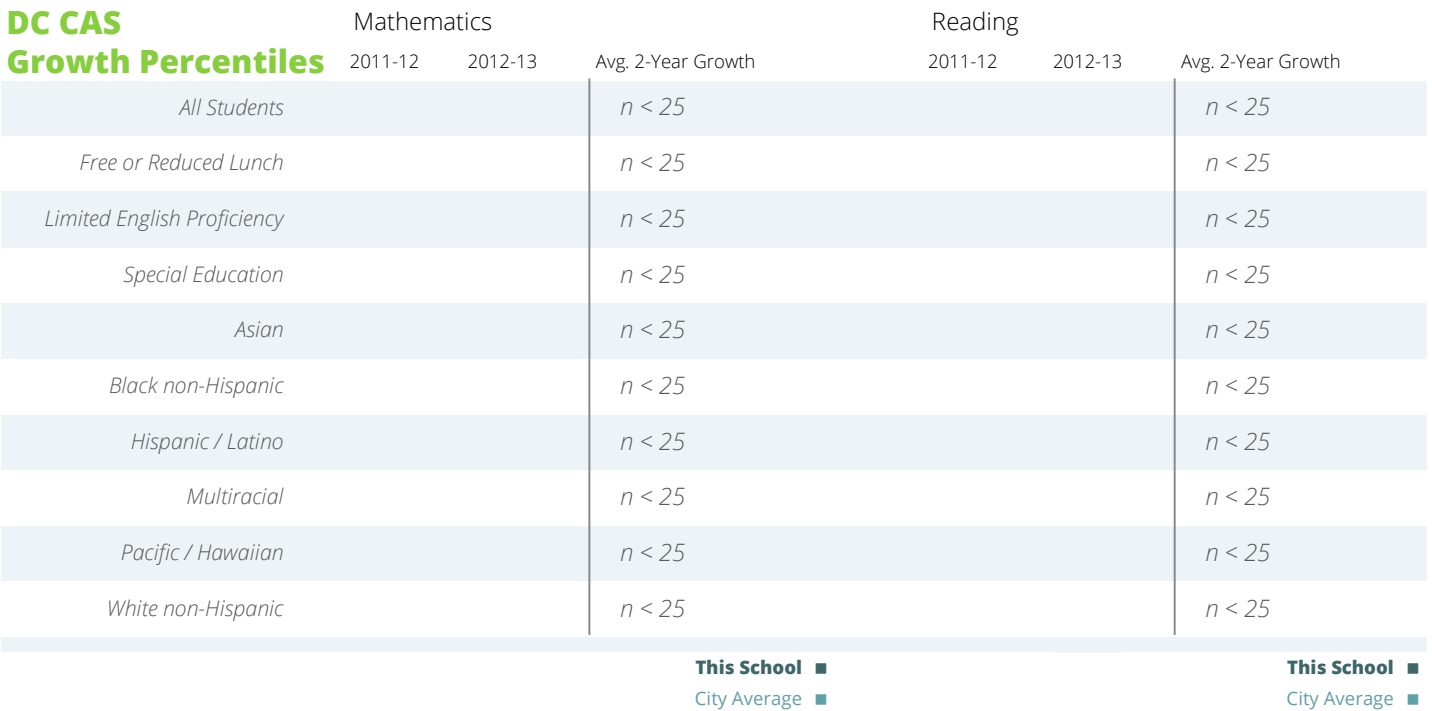 DC CAS Mathematics Reading
Growth Percentiles 2011-12 2012-13 Avg. 2-Year Growth 2011-12 2012-13 Avg. 2-Year Growth
All Students n < 25 n < 25
Free or Reduced Lunch n < 25 n < 25
Limited English Proficiency n < 25 n < 25
Special Education n < 25 n < 25
Asian n < 25 n < 25
Black non-Hispanic n < 25 n < 25
Hispanic / Latino n < 25 n < 25
Multiracial n < 25 n < 25
Pacific / Hawaiian n < 25 n < 25
White non-Hispanic n < 25 n < 25
This School ■ This School ■
City Average ■ City Average ■